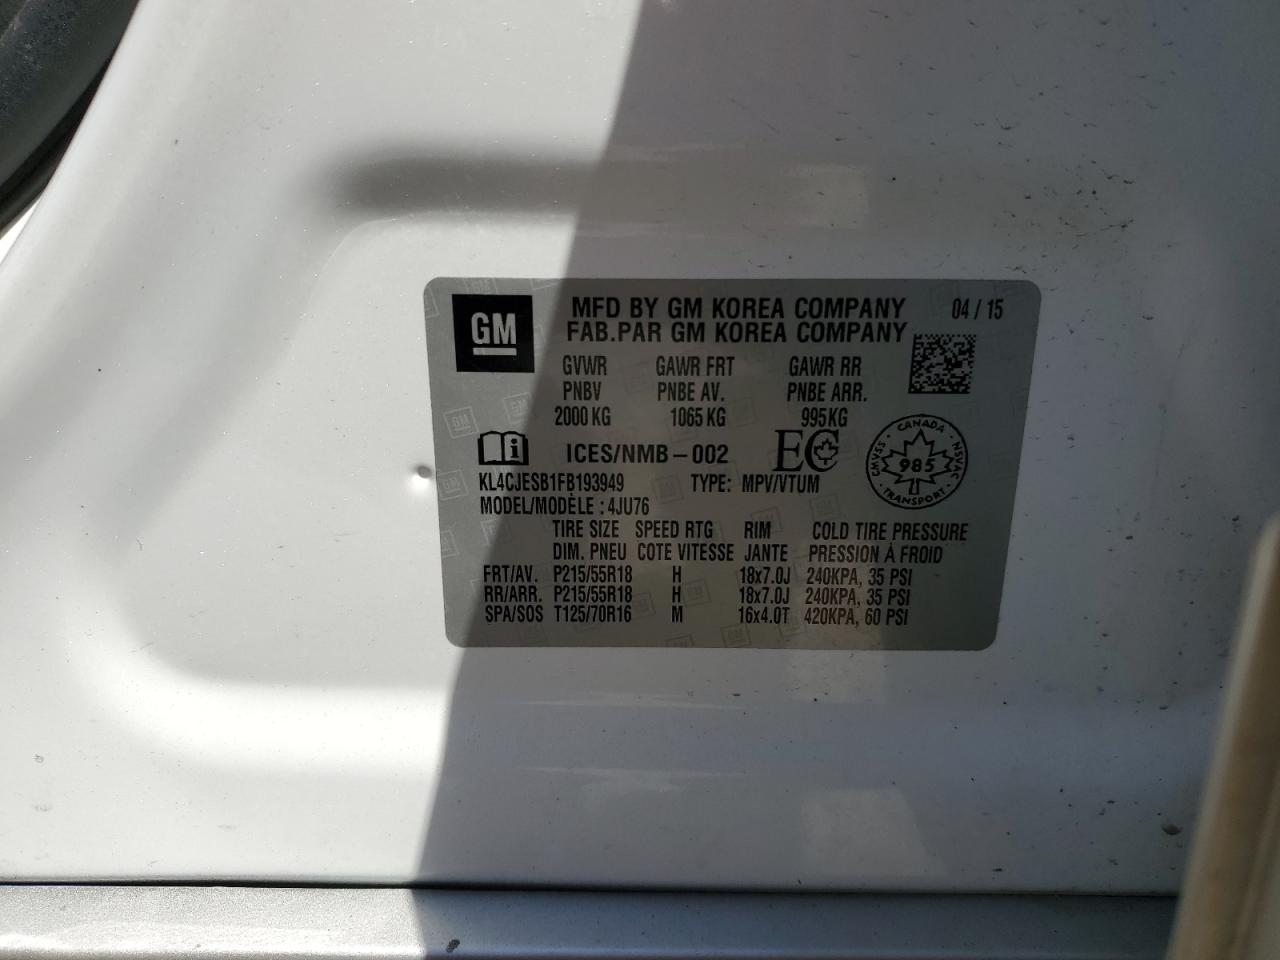 GM
MFD BY GM KOREA COMPANY 04 / 15
FAB.PAR GM KOREA COMPANY
GVWR GAWR FRT GAWR RR
PNBV PNBE AV. PNBE ARR.
2000 KG 1065 KG 995KG
i ICES/NMB-002 EC
CANADA
CMVSS 985 NSVAC
TRANSPORT
KL4CJESB1FB193949 TYPE: MPV/VTUM
MODEL/MODÈLE : 4JU76
TIRE SIZE SPEED RTG RIM COLD TIRE PRESSURE
DIM. PNEU COTE VITESSE JANTE PRESSION À FROID
FRT/AV. P215/55R18 H 18x7.0J 240KPA, 35 PSI
RR/ARR. P215/55R18 H 18x7.0J 240KPA, 35 PSI
SPA/SOS T125/70R16 M 16x4.0T 420KPA, 60 PSI